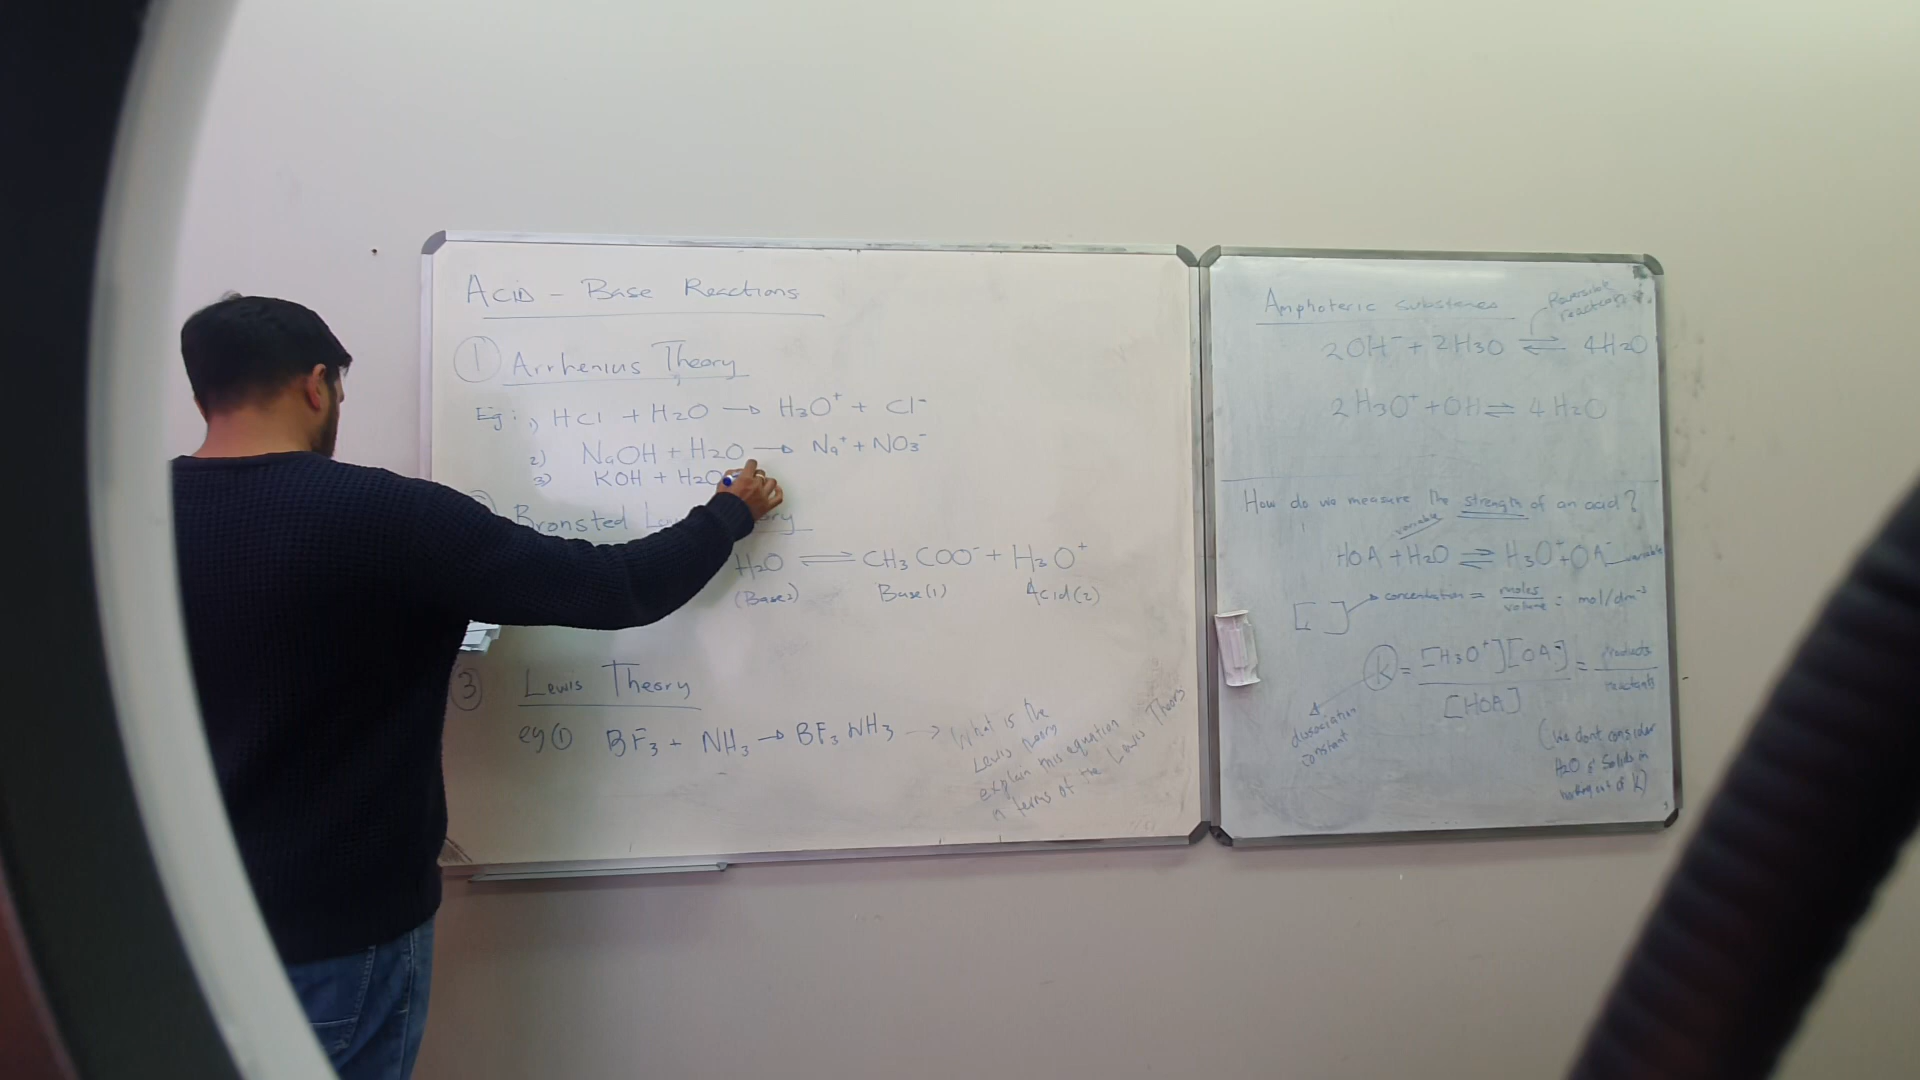 Acid - Base Reactions
① Arrhenius Theory
Eg: 1) HCl + H2O → H3O⁺ + Cl⁻
2) NaOH + H2O → Na⁺ + NO3⁻
3) KOH + H2O
Bronsted
H2O ⇌ CH3COO⁻ + H3O⁺
(Base2) Base(1) Acid(2)
③ Lewis Theory
eg ① BF3 + NH3 → BF3NH3 → What is the
Lewis theory
explain this equation
in terms of the Lewis Theory
Amphoteric substances
Reversible
reactions
2OH⁻ + 2H3O ⇌ 4H2O
2H3O⁺ + OH ⇌ 4H2O
How do we measure the strength of an acid?
variable
HOA + H2O ⇌ H3O⁺ + OA⁻ variable
[ ] → concentration = moles/volume = mol/dm⁻³
K = [H3O⁺][OA⁻]/[HOA] = products/reactants
dissociation
constant
(We dont consider
H2O & Solids in
working out of K)